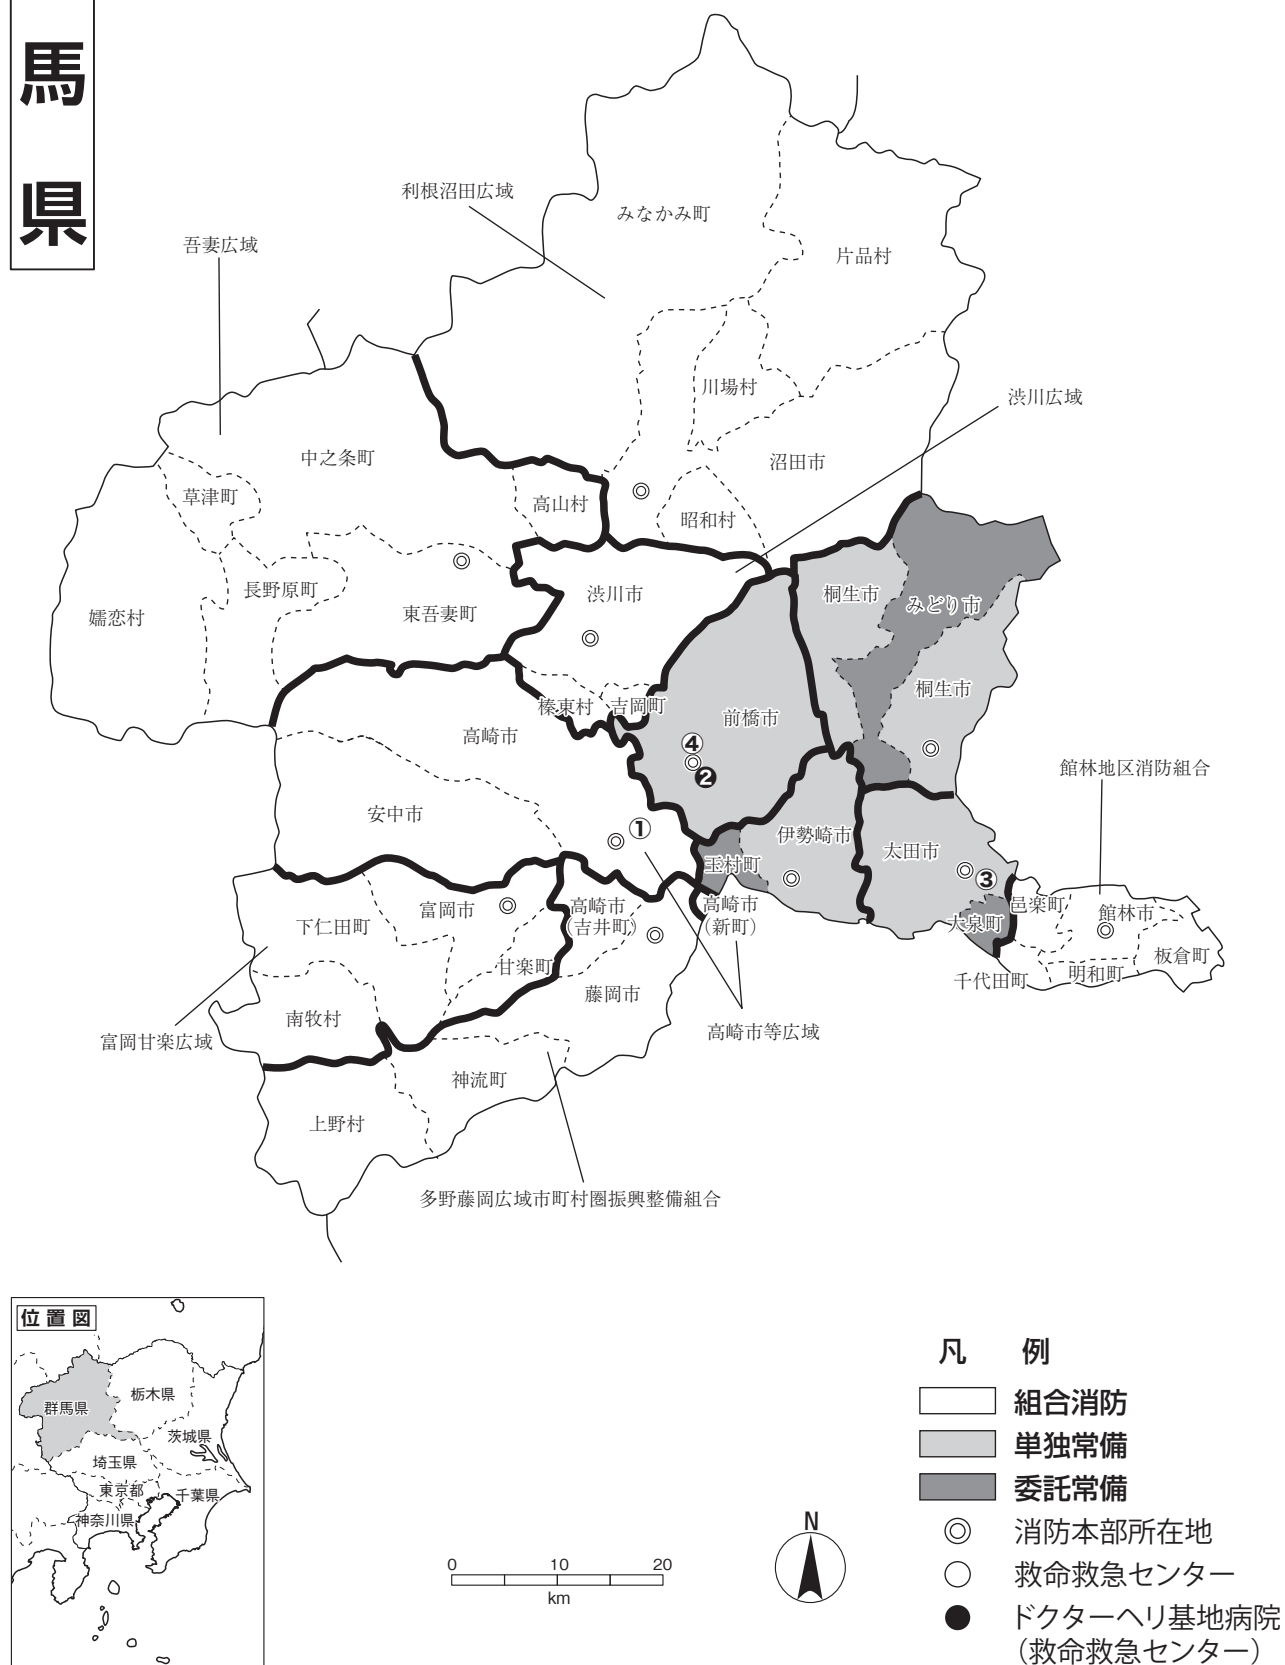 馬
県
利根沼田広域
みなかみ町
吾妻広域
片品村
川場村
渋川広域
中之条町
沼田市
草津町
高山村
昭和村
長野原町
渋川市
桐生市
みどり市
嬬恋村
東吾妻町
桐生市
榛東村
吉岡町
前橋市
高崎市
④
❷
館林地区消防組合
安中市
①
伊勢崎市
太田市
玉村町
③
下仁田町
富岡市
高崎市
(吉井町)
高崎市
(新町)
邑楽町
館林市
大泉町
板倉町
甘楽町
千代田町
明和町
藤岡市
南牧村
富岡甘楽広域
高崎市等広域
神流町
上野村
多野藤岡広域市町村圏振興整備組合
位置図
栃木県
群馬県
茨城県
埼玉県
東京都
千葉県
神奈川県
0 10 20
km
N
凡 例
組合消防
単独常備
委託常備
消防本部所在地
救命救急センター
ドクターヘリ基地病院
（救命救急センター）